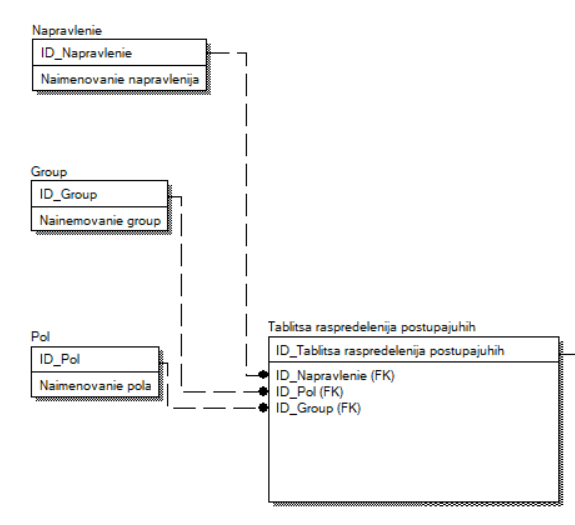 Napravlenie
ID_Napravlenie
Naimenovanie napravlenija
Group
ID_Group
Nainemovanie group
Pol
ID_Pol
Naimenovanie pola
Tablitsa raspredelenija postupajuhih
ID_Tablitsa raspredelenija postupajuhih
ID_Napravlenie (FK)
ID_Pol (FK)
ID_Group (FK)